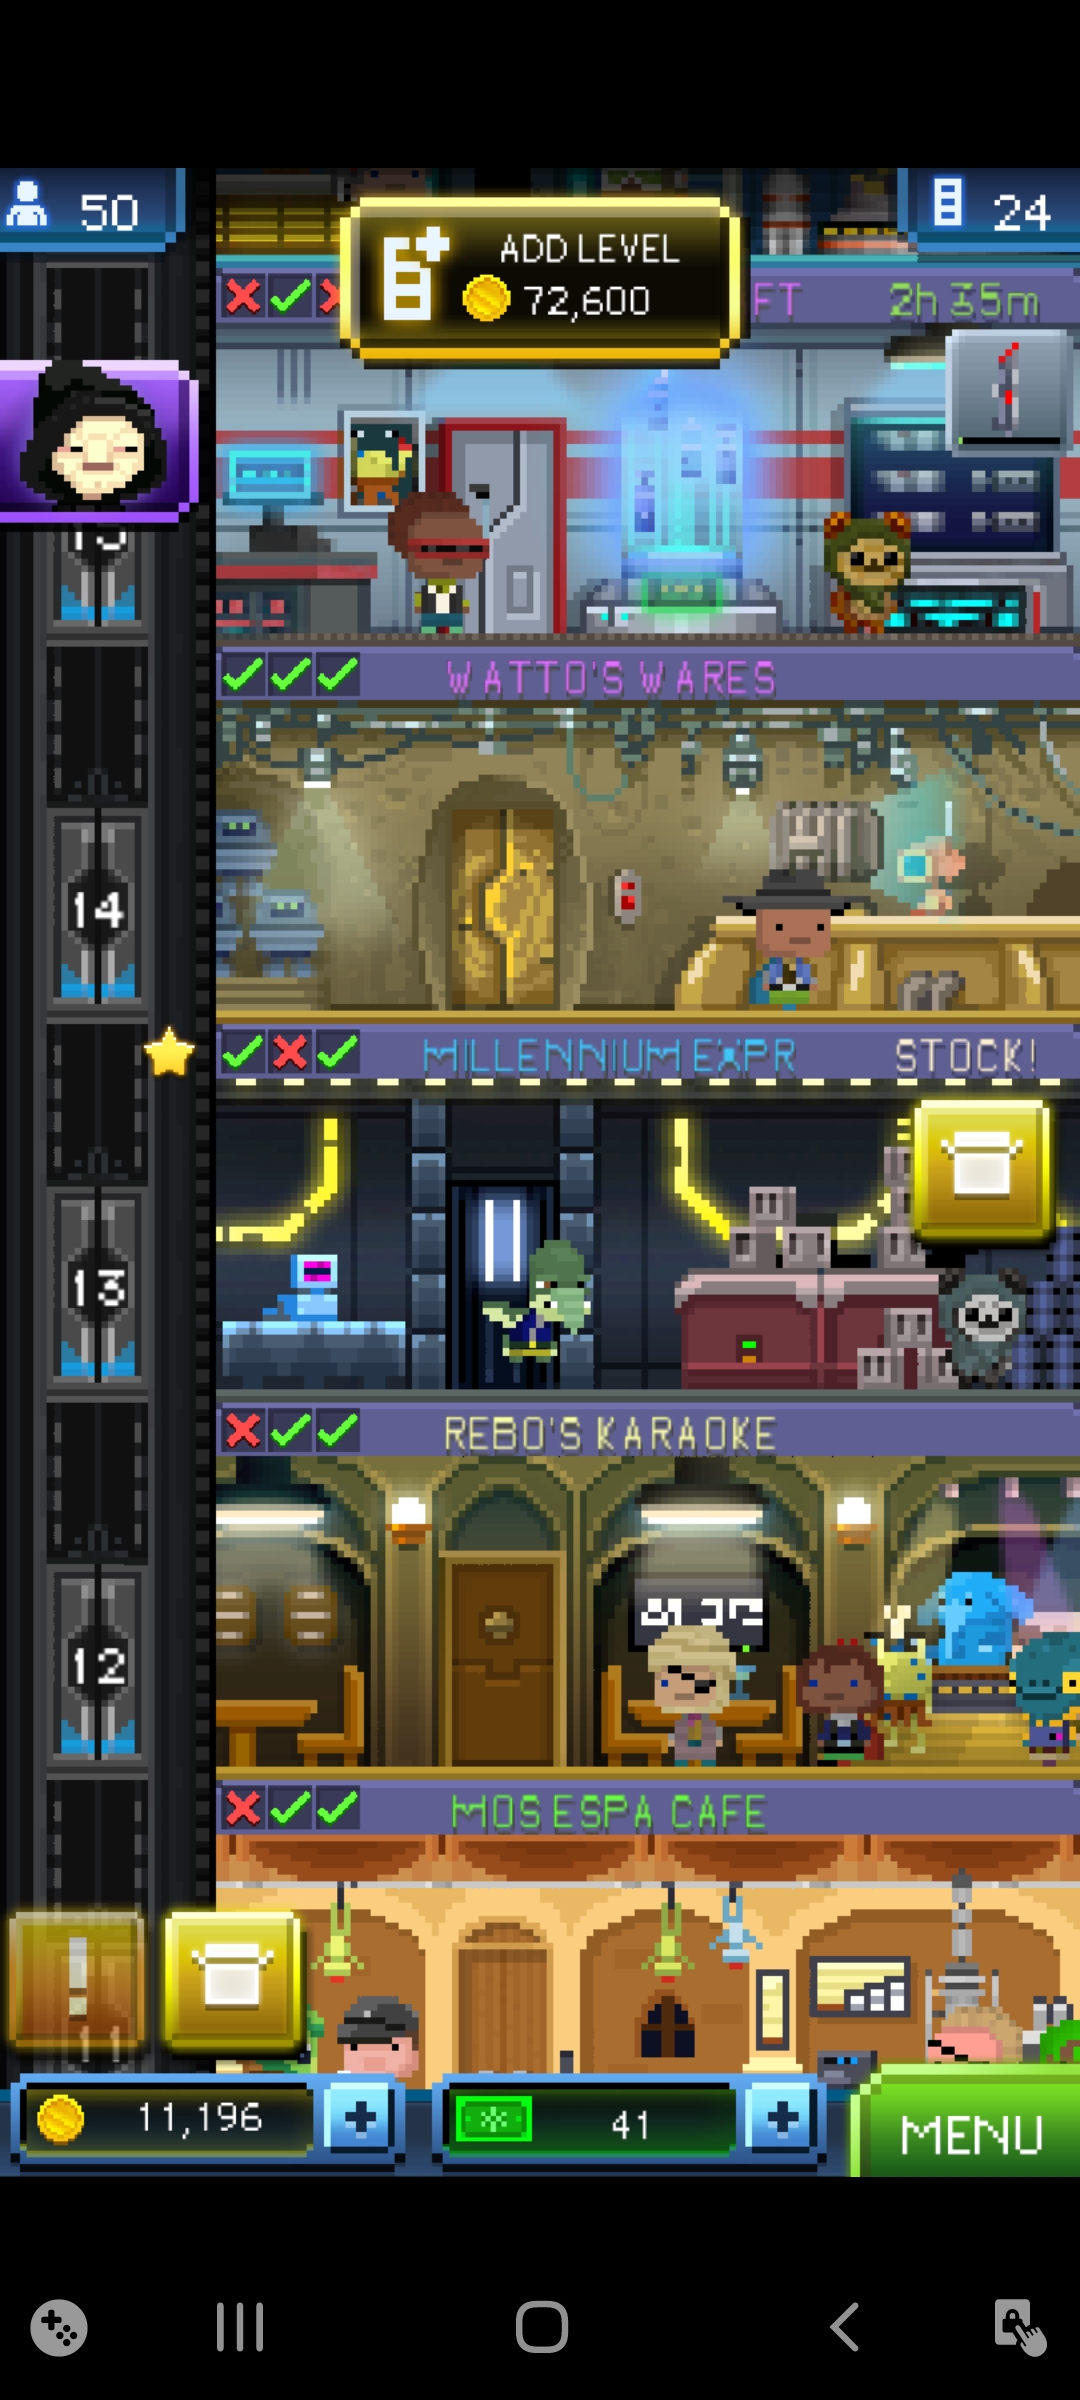 50
24
ADD LEVEL
72,600
FT 2h 35m
15
WATTO'S WARES
14
MILLENNIUM EXPR STOCK!
13
REBO'S KARAOKE
12
MOS ESPA CAFE
11
11,196
41
MENU